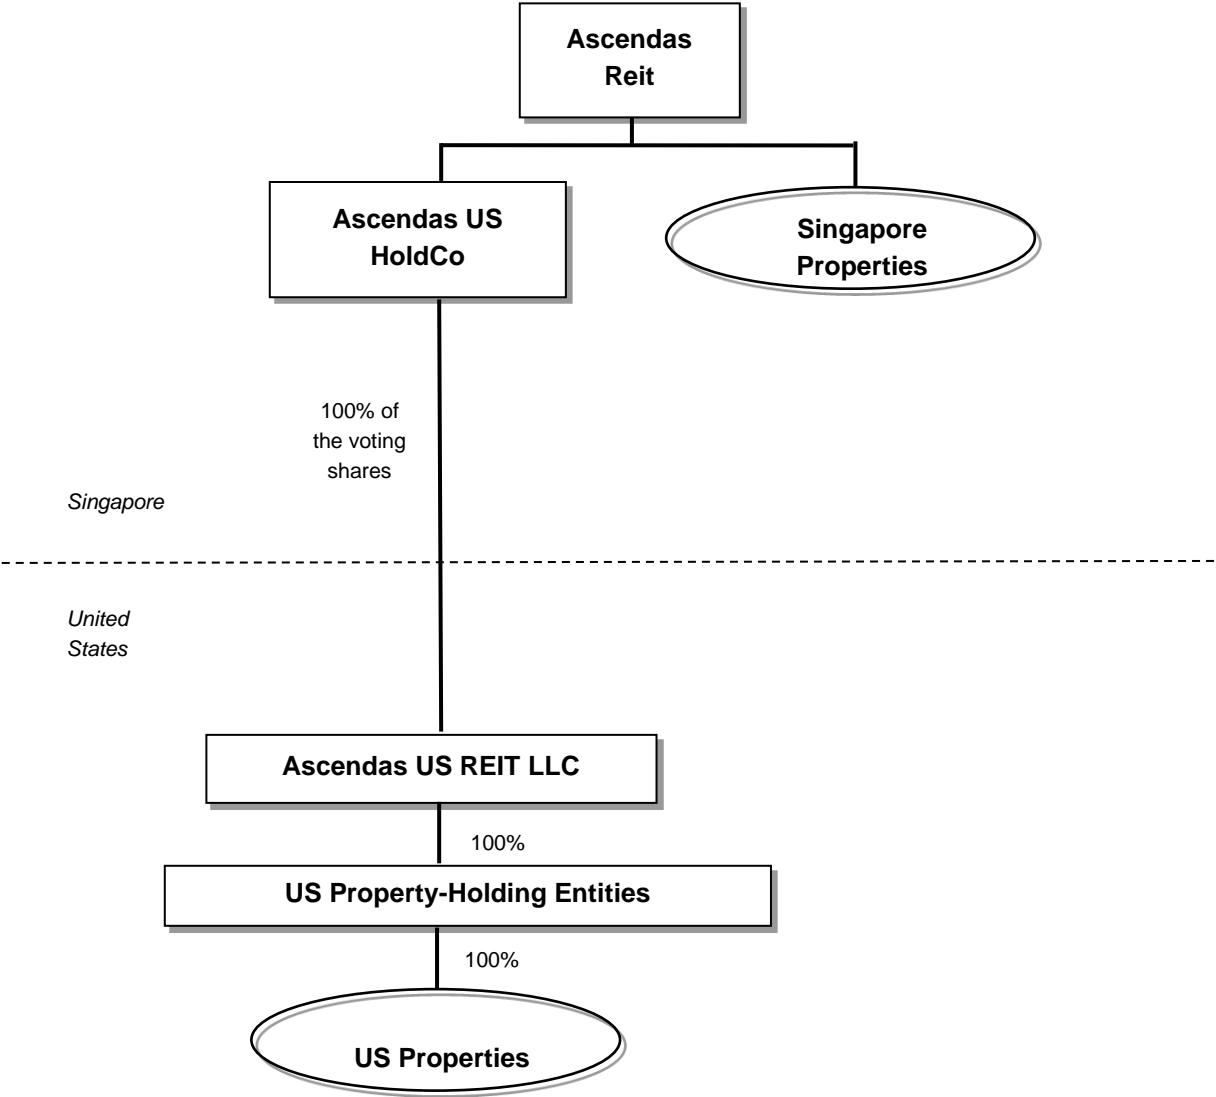 Ascendas
Reit
Ascendas US
HoldCo
Singapore
Properties
100% of
the voting
shares
Singapore
United
States
Ascendas US REIT LLC
100%
US Property-Holding Entities
100%
US Properties